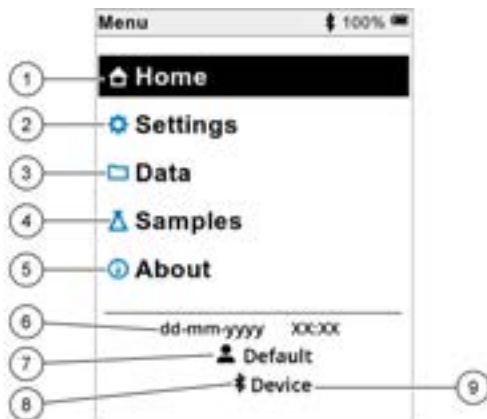 Menu 100%
1 Home
2 Settings
3 Data
4 Samples
5 About
6 dd-mm-yyyy XX:XX
7 Default
8 Device 9